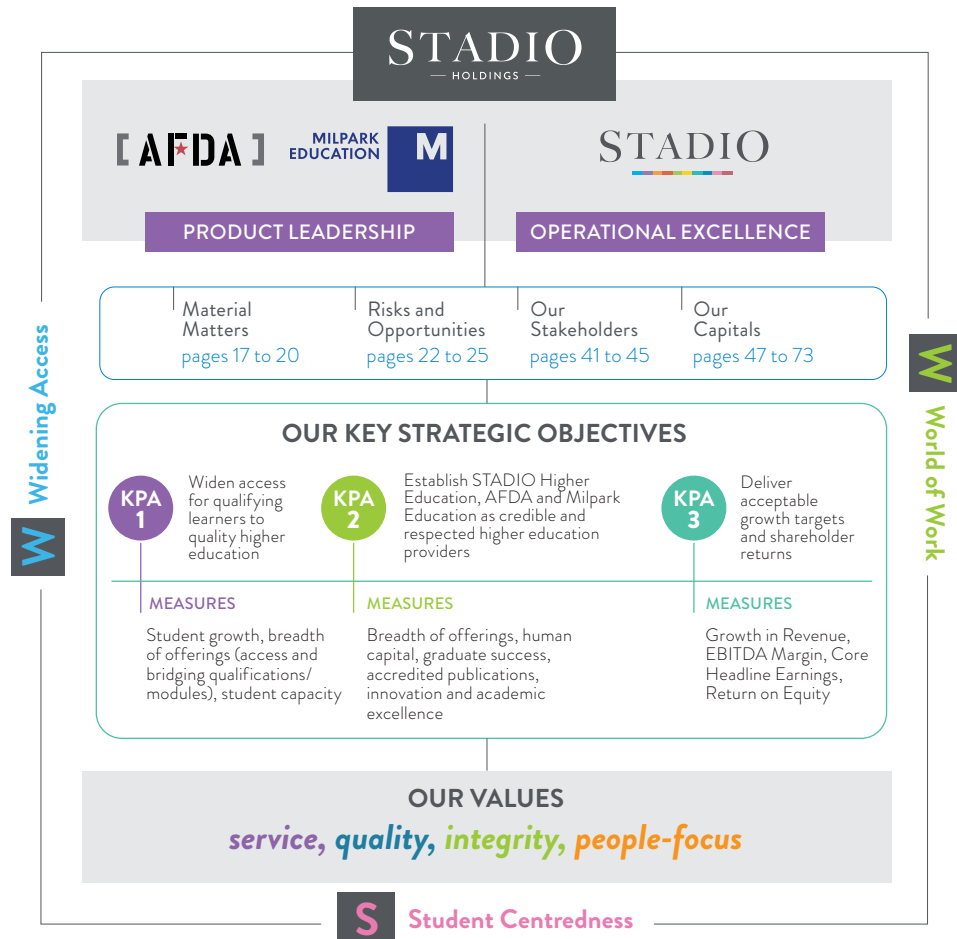 STADIO
HOLDINGS
[AFDA]
MILPARK
EDUCATION
M
STADIO
PRODUCT LEADERSHIP
OPERATIONAL EXCELLENCE
Material
Matters
pages 17 to 20
Risks and
Opportunities
pages 22 to 25
Our
Stakeholders
pages 41 to 45
Our
Capitals
pages 47 to 73
W Widening Access
W World of Work
OUR KEY STRATEGIC OBJECTIVES
KPA
1
Widen access
for qualifying
learners to
quality higher
education
KPA
2
Establish STADIO Higher
Education, AFDA and Milpark
Education as credible and
respected higher education
providers
KPA
3
Deliver
acceptable
growth targets
and shareholder
returns
MEASURES
Student growth, breadth
of offerings (access and
bridging qualifications/
modules), student capacity
MEASURES
Breadth of offerings, human
capital, graduate success,
accredited publications,
innovation and academic
excellence
MEASURES
Growth in Revenue,
EBITDA Margin, Core
Headline Earnings,
Return on Equity
OUR VALUES
service, quality, integrity, people-focus
S Student Centredness